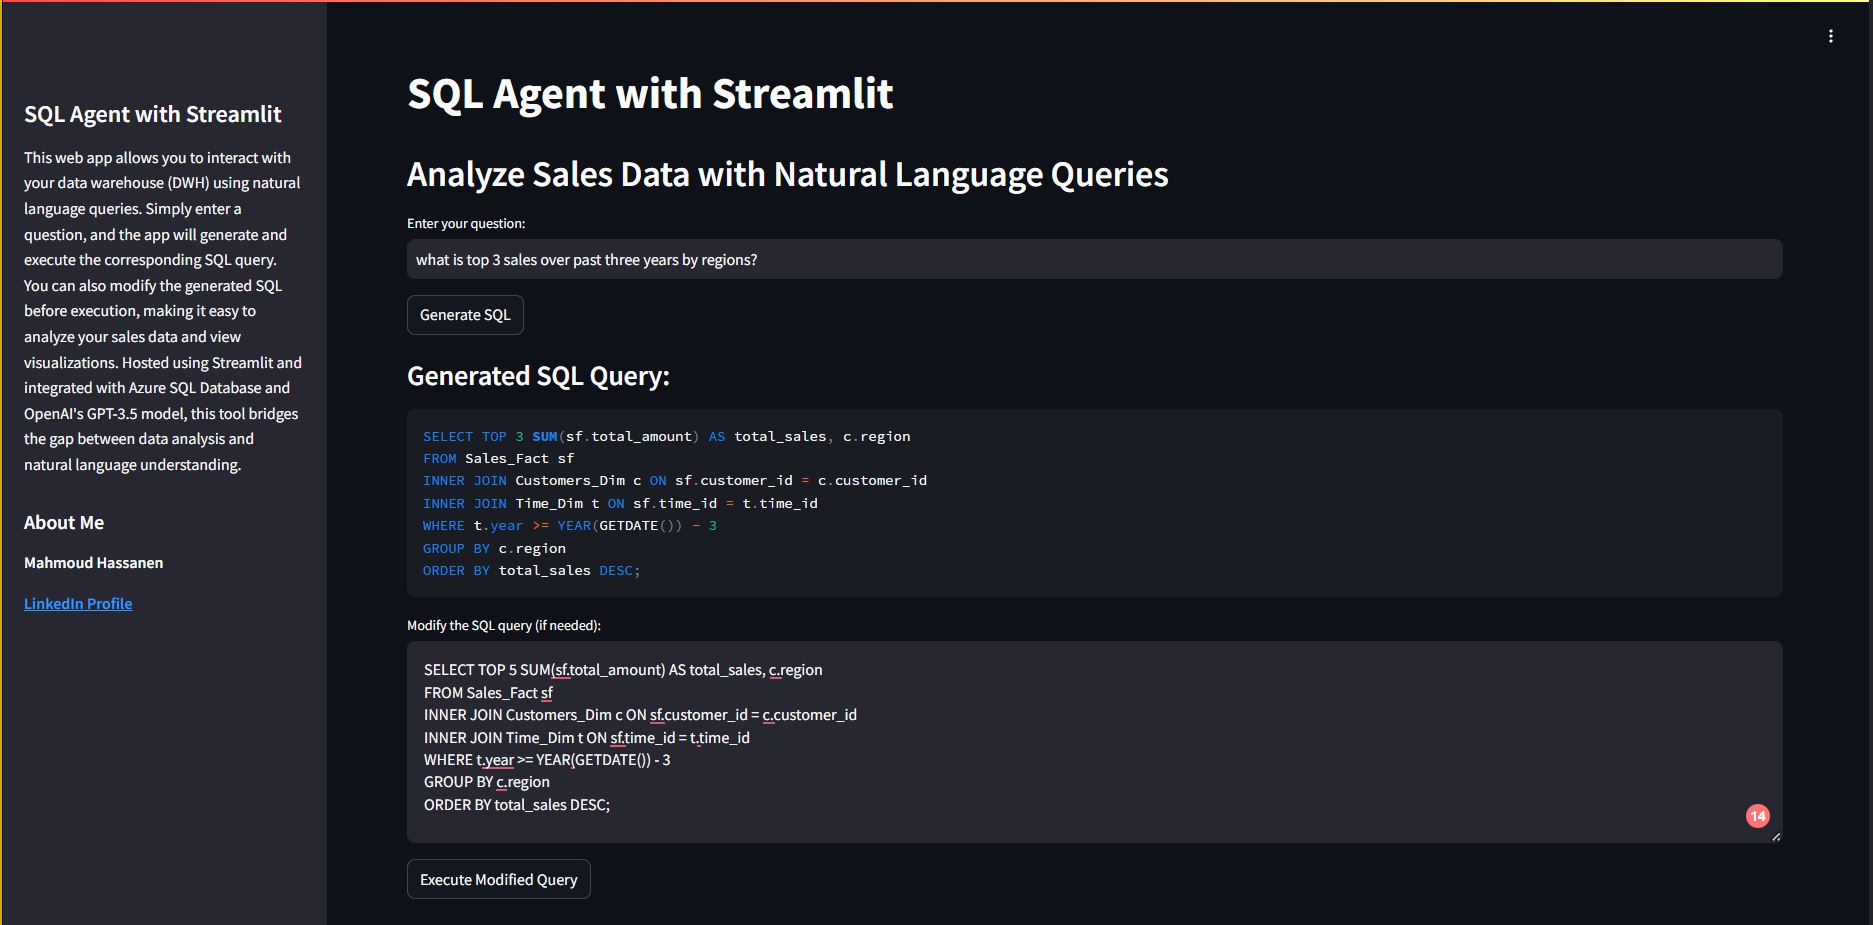 SQL Agent with Streamlit
This web app allows you to interact with
your data warehouse (DWH) using natural
language queries. Simply enter a
question, and the app will generate and
execute the corresponding SQL query.
You can also modify the generated SQL
before execution, making it easy to
analyze your sales data and view
visualizations. Hosted using Streamlit and
integrated with Azure SQL Database and
OpenAI's GPT-3.5 model, this tool bridges
the gap between data analysis and
natural language understanding.
About Me
Mahmoud Hassanen
LinkedIn Profile
SQL Agent with Streamlit
Analyze Sales Data with Natural Language Queries
Enter your question:
what is top 3 sales over past three years by regions?
Generate SQL
Generated SQL Query:
SELECT TOP 3 SUM(sf.total_amount) AS total_sales, c.region
FROM Sales_Fact sf
INNER JOIN Customers_Dim c ON sf.customer_id = c.customer_id
INNER JOIN Time_Dim t ON sf.time_id = t.time_id
WHERE t.year >= YEAR(GETDATE()) - 3
GROUP BY c.region
ORDER BY total_sales DESC;
Modify the SQL query (if needed):
SELECT TOP 5 SUM(sf.total_amount) AS total_sales, c.region
FROM Sales_Fact sf
INNER JOIN Customers_Dim c ON sf.customer_id = c.customer_id
INNER JOIN Time_Dim t ON sf.time_id = t.time_id
WHERE t.year >= YEAR(GETDATE()) - 3
GROUP BY c.region
ORDER BY total_sales DESC;
14
Execute Modified Query